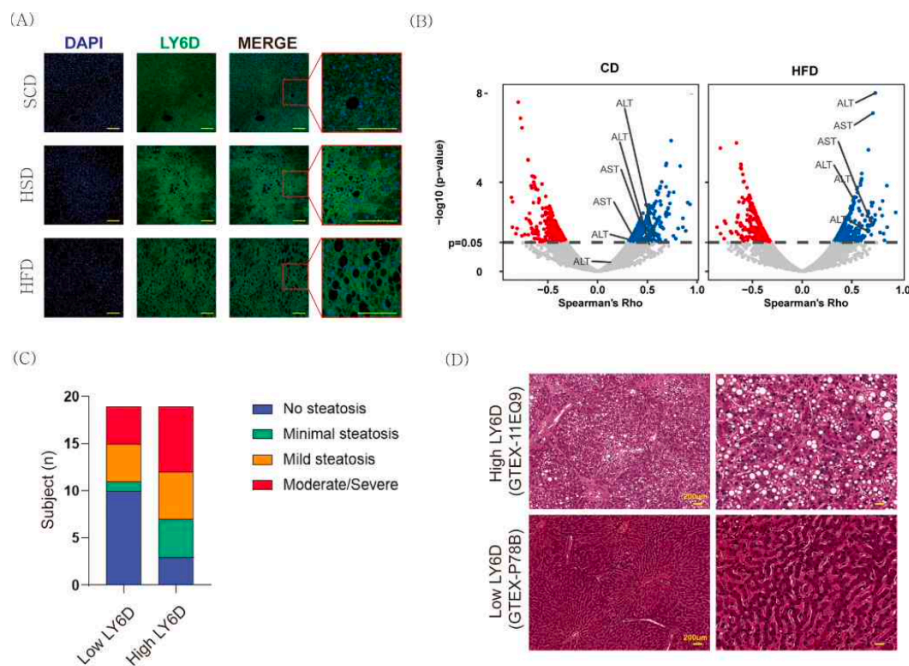 (A)
DAPI LY6D MERGE
SCD
HSD
HFD
(B)
CD HFD
-log10 (p-value)
8
4
p=0.05
0
ALT
ALT
AST
AST
ALT
ALT
ALT
AST
ALT
AST
ALT
ALT
−0.5 0.0 0.5 1.0
−0.5 0.0 0.5 1.0
Spearman's Rho Spearman's Rho
(C)
Subject (n)
20
15
10
5
0
Low LY6D High LY6D
No steatosis
Minimal steatosis
Mild steatosis
Moderate/Severe
(D)
High LY6D
(GTEX-11EQ9)
200um
Low LY6D
(GTEX-P78B)
200um